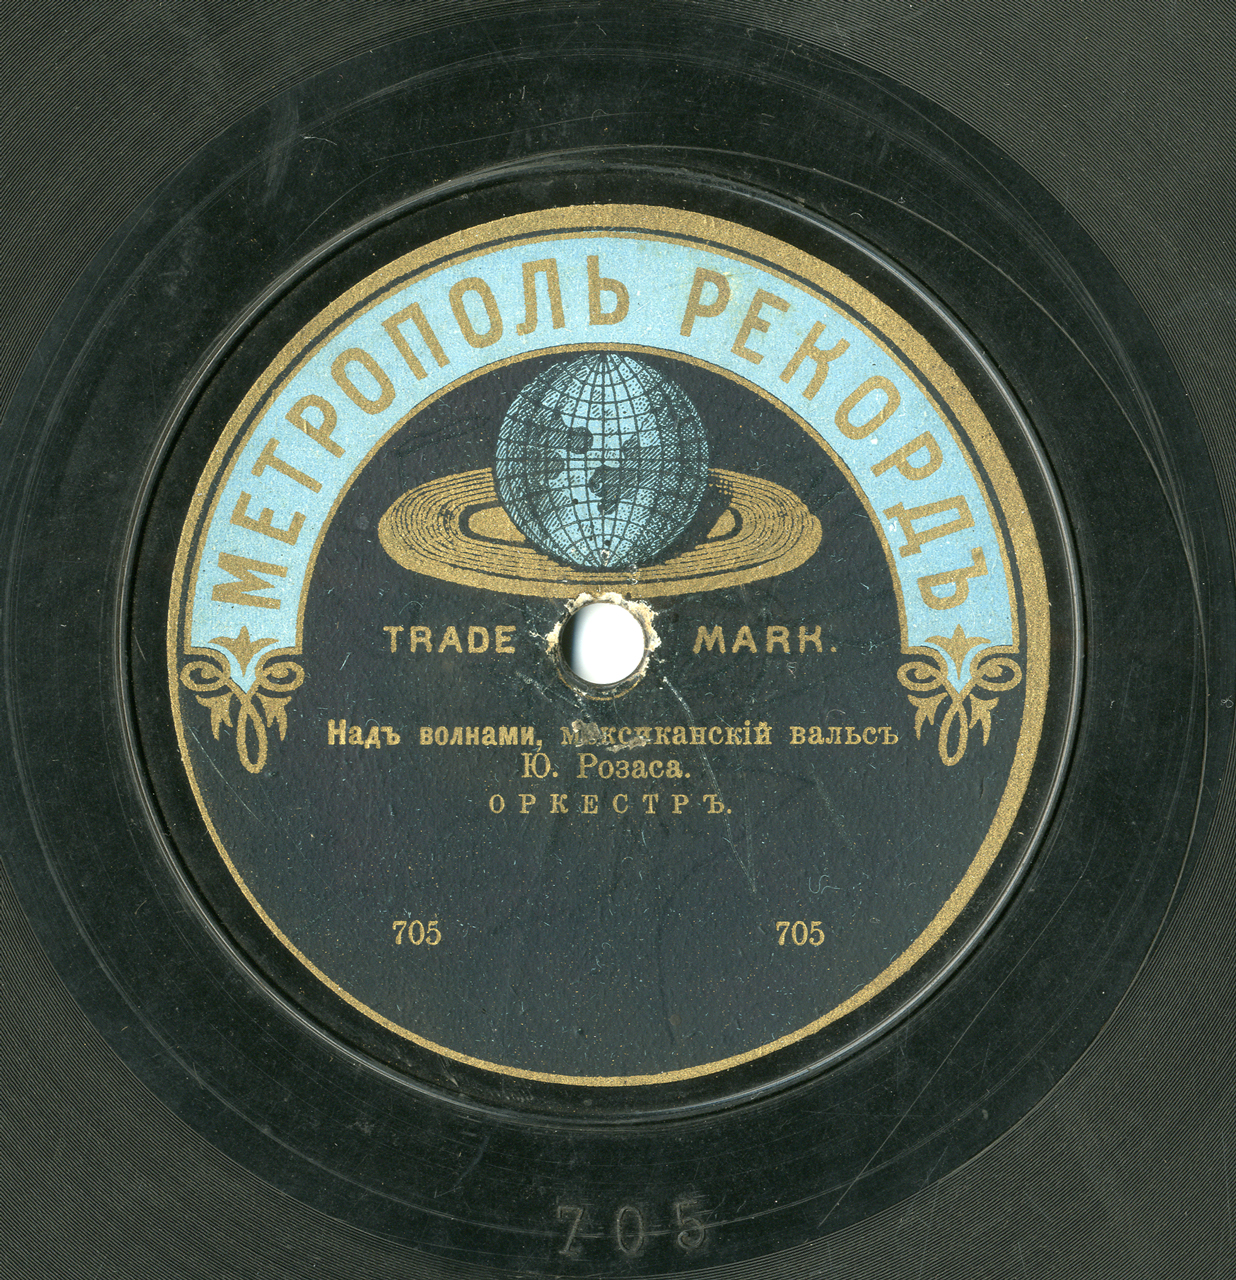 МЕТРОПОЛЬ РЕКОРДЪ
TRADE MARK.
Надъ волнами, мексиканскій вальсъ
Ю. Розаса.
ОРКЕСТРЪ.
705 705
705